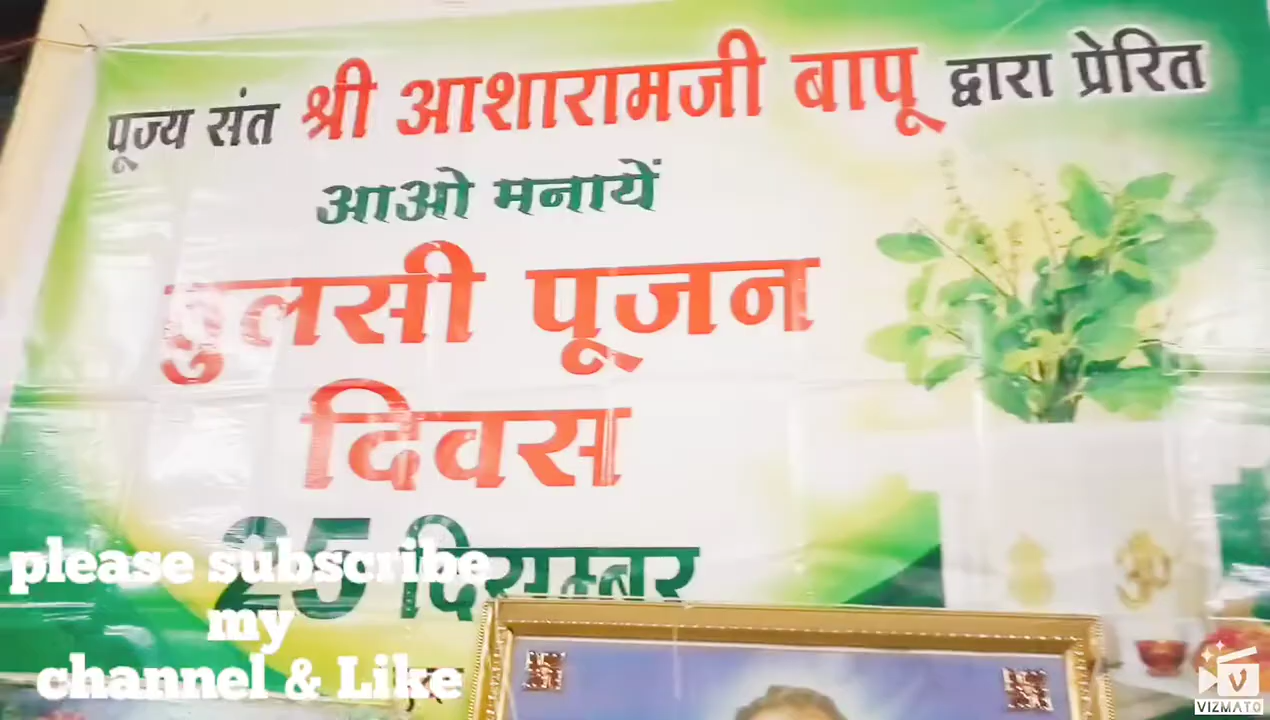 पूज्य संत श्री आशारामजी बापू द्वारा प्रेरित
आओ मनायें
तुलसी पूजन
दिवस
25 दिसम्बर
please subscribe
my
channel & Like
ॐ
VIZMATO